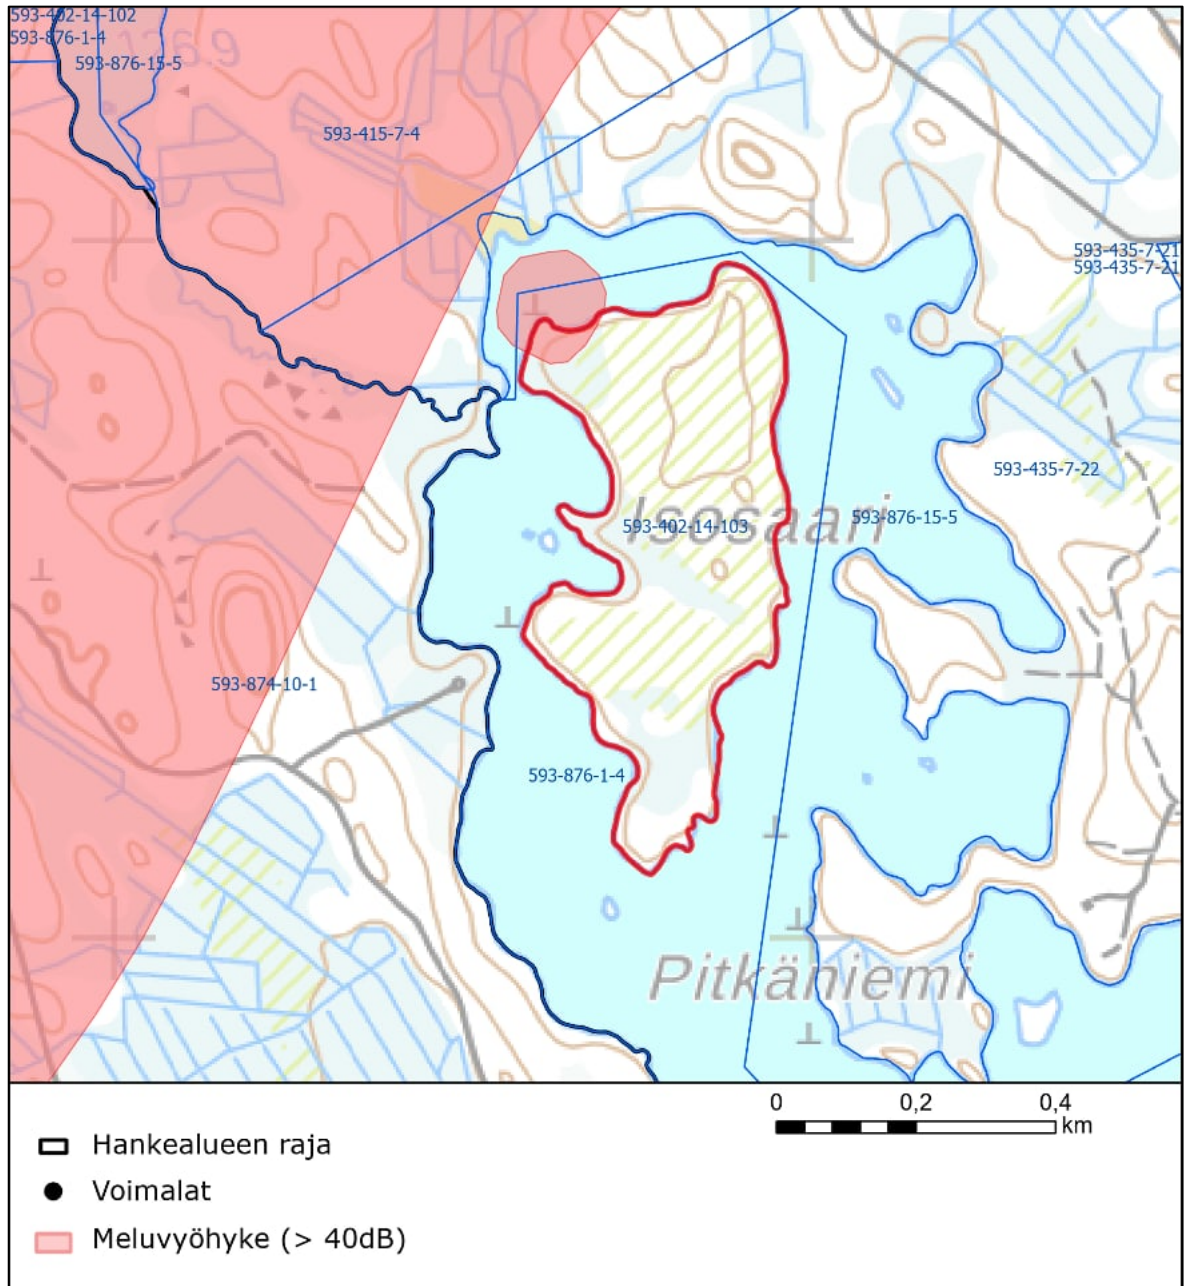 593-402-14-102
593-876-1-4
136.9
593-876-15-5
593-415-7-4
593-435-7-21
593-435-7-21
593-435-7-22
Isosaari
593-402-14-103
593-876-15-5
593-874-10-1
593-876-1-4
Pitkäniemi
0 0,2 0,4
km
Hankealueen raja
Voimalat
Meluvyöhyke (> 40dB)